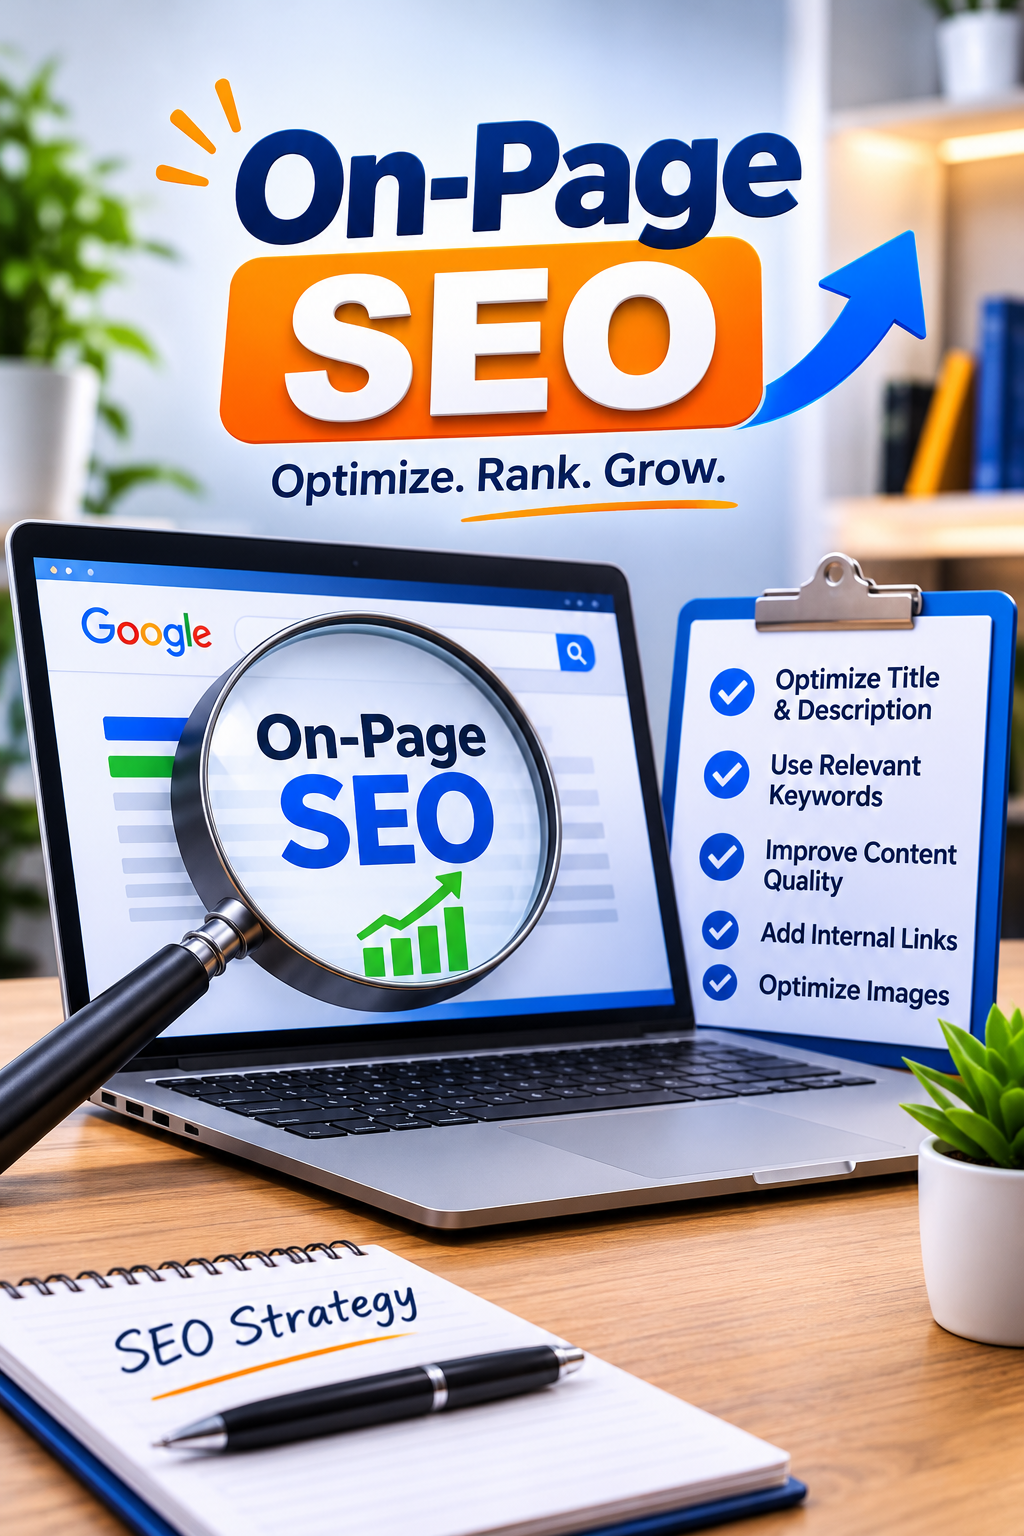 On-Page
SEO
Optimize. Rank. Grow.
Google
On-Page
SEO
Optimize Title
& Description
Use Relevant
Keywords
Improve Content
Quality
Add Internal Links
Optimize Images
SEO Strategy